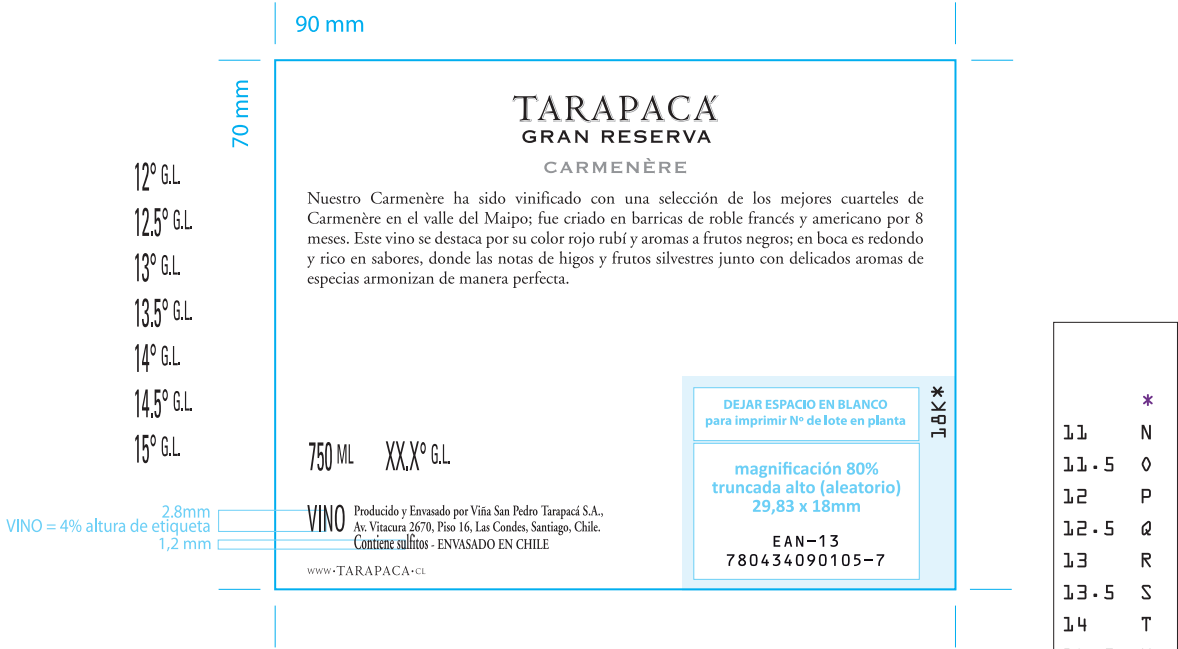 90 mm
70 mm
TARAPACÁ
GRAN RESERVA
CARMENÈRE
Nuestro Carmenère ha sido vinificado con una selección de los mejores cuarteles de
Carmenère en el valle del Maipo; fue criado en barricas de roble francés y americano por 8
meses. Este vino se destaca por su color rojo rubí y aromas a frutos negros; en boca es redondo
y rico en sabores, donde las notas de higos y frutos silvestres junto con delicados aromas de
especias armonizan de manera perfecta.
12° G.L.
12.5° G.L.
13° G.L.
13.5° G.L.
14° G.L.
14.5° G.L.
15° G.L.
750 ML XX.X° G.L.
2.8mm
VINO = 4% altura de etiqueta
1,2 mm
VINO
Producido y Envasado por Viña San Pedro Tarapacá S.A.,
Av. Vitacura 2670, Piso 16, Las Condes, Santiago, Chile.
Contiene sulfitos - ENVASADO EN CHILE
WWW·TARAPACA·CL
DEJAR ESPACIO EN BLANCO
para imprimir Nº de lote en planta
18K*
magnificación 80%
truncada alto (aleatorio)
29,83 x 18mm
EAN-13
780434090105-7
*
11 N
11.5 O
12 P
12.5 Q
13 R
13.5 S
14 T